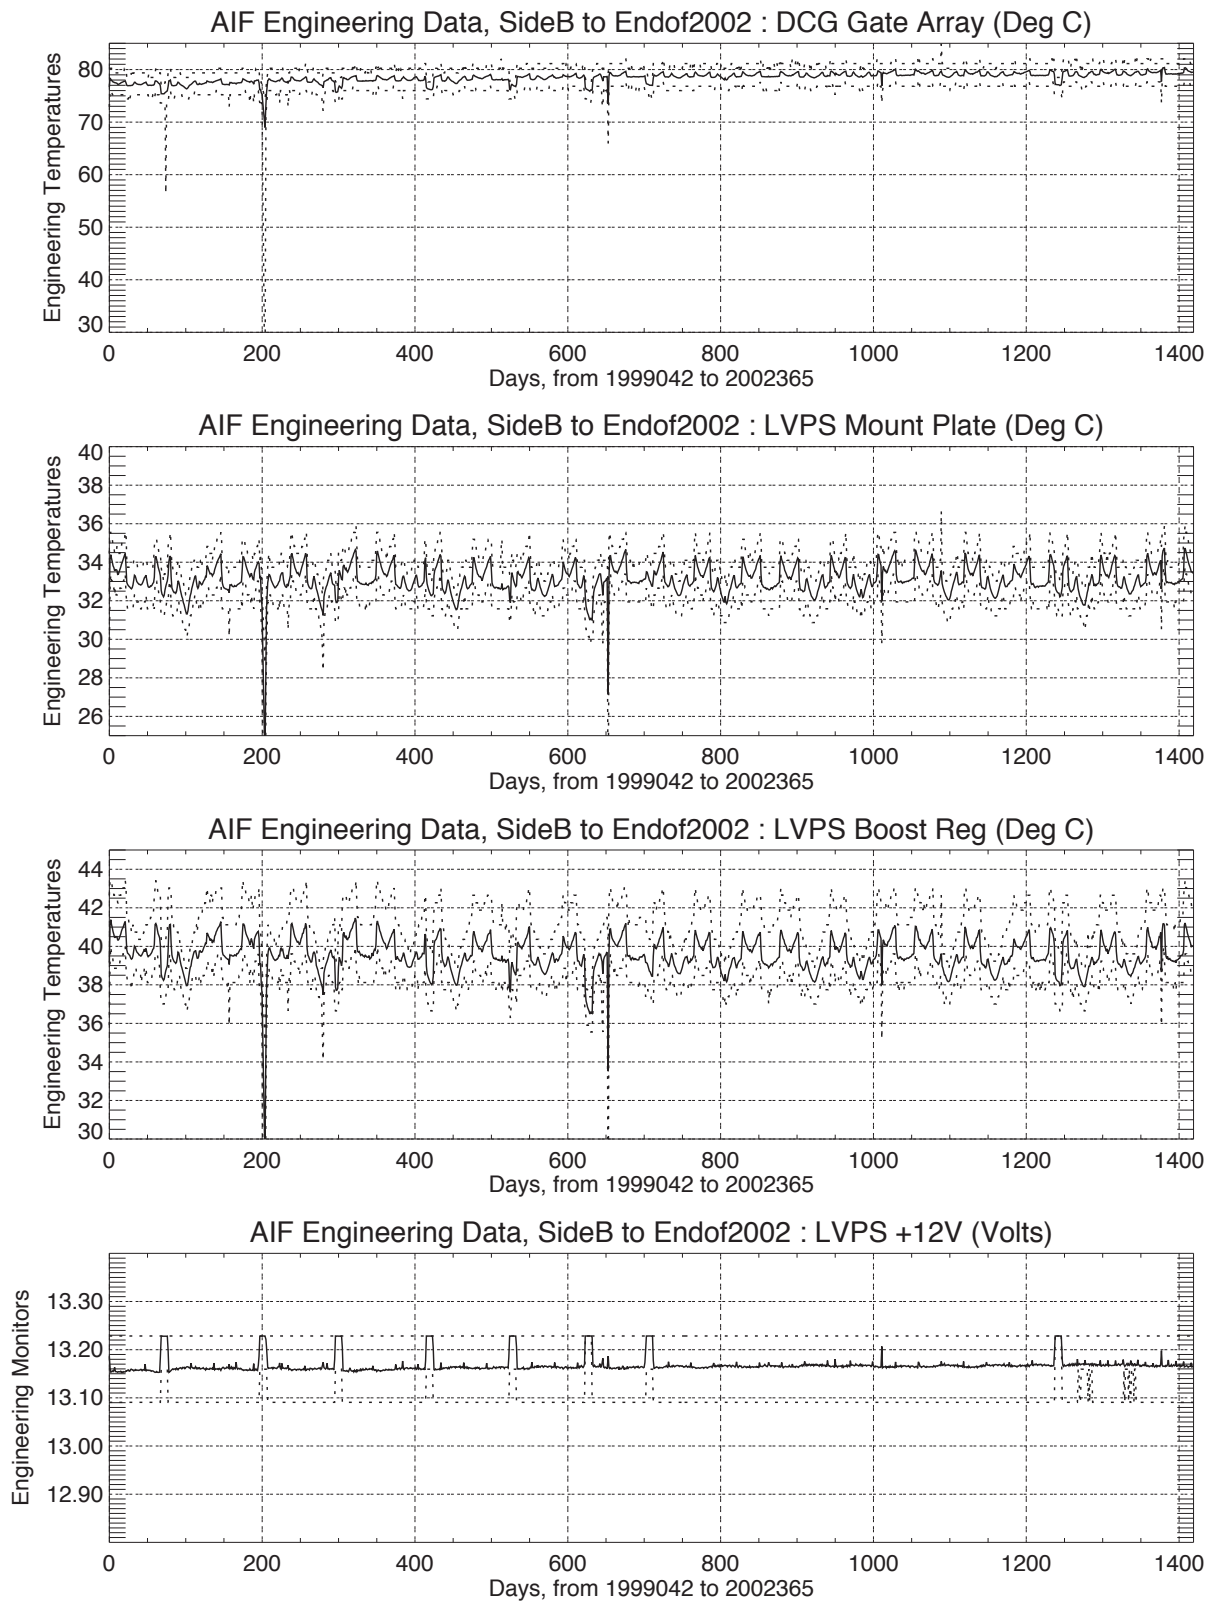 AIF Engineering Data, SideB to Endof2002 : DCG Gate Array (Deg C)
Engineering Temperatures
80
70
60
50
40
30
0 200 400 600 800 1000 1200 1400
Days, from 1999042 to 2002365
AIF Engineering Data, SideB to Endof2002 : LVPS Mount Plate (Deg C)
Engineering Temperatures
40
38
36
34
32
30
28
26
0 200 400 600 800 1000 1200 1400
Days, from 1999042 to 2002365
AIF Engineering Data, SideB to Endof2002 : LVPS Boost Reg (Deg C)
Engineering Temperatures
44
42
40
38
36
34
32
30
0 200 400 600 800 1000 1200 1400
Days, from 1999042 to 2002365
AIF Engineering Data, SideB to Endof2002 : LVPS +12V (Volts)
Engineering Monitors
13.30
13.20
13.10
13.00
12.90
0 200 400 600 800 1000 1200 1400
Days, from 1999042 to 2002365